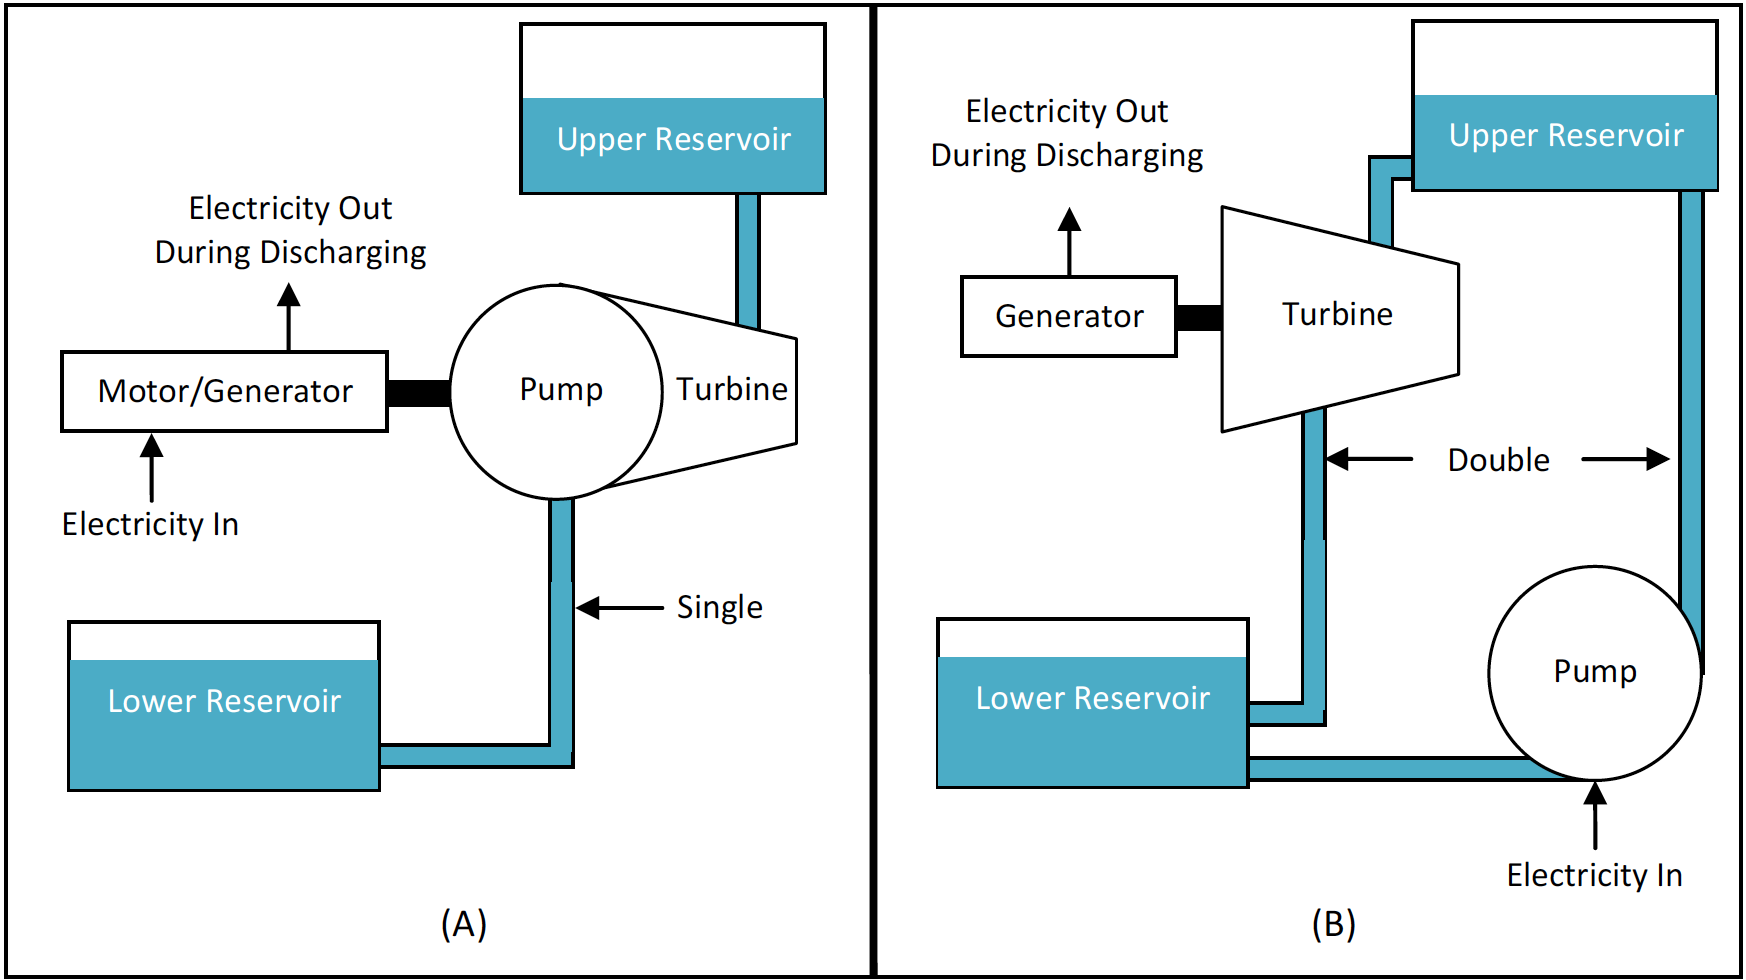 Upper Reservoir
Electricity Out
During Discharging
Motor/Generator
Pump
Turbine
Electricity In
Single
Lower Reservoir
(A)
Electricity Out
During Discharging
Upper Reservoir
Generator
Turbine
Double
Lower Reservoir
Pump
Electricity In
(B)